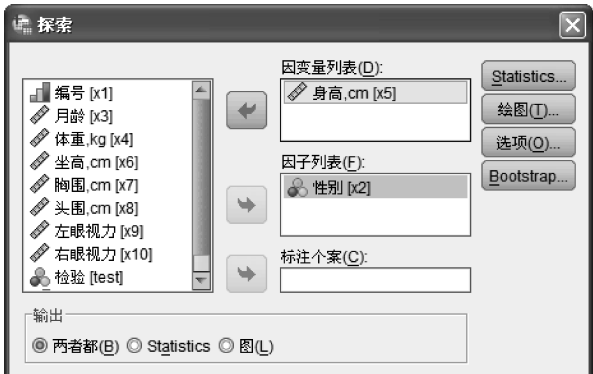 探索
编号 [x1]
月龄 [x3]
体重,kg [x4]
坐高,cm [x6]
胸围,cm [x7]
头围,cm [x8]
左眼视力 [x9]
右眼视力 [x10]
检验 [test]
因变量列表(D):
身高,cm [x5]
因子列表(F):
性别 [x2]
标注个案(C):
Statistics...
绘图(T)...
选项(O)...
Bootstrap...
输出
两者都(B) Statistics 图(L)